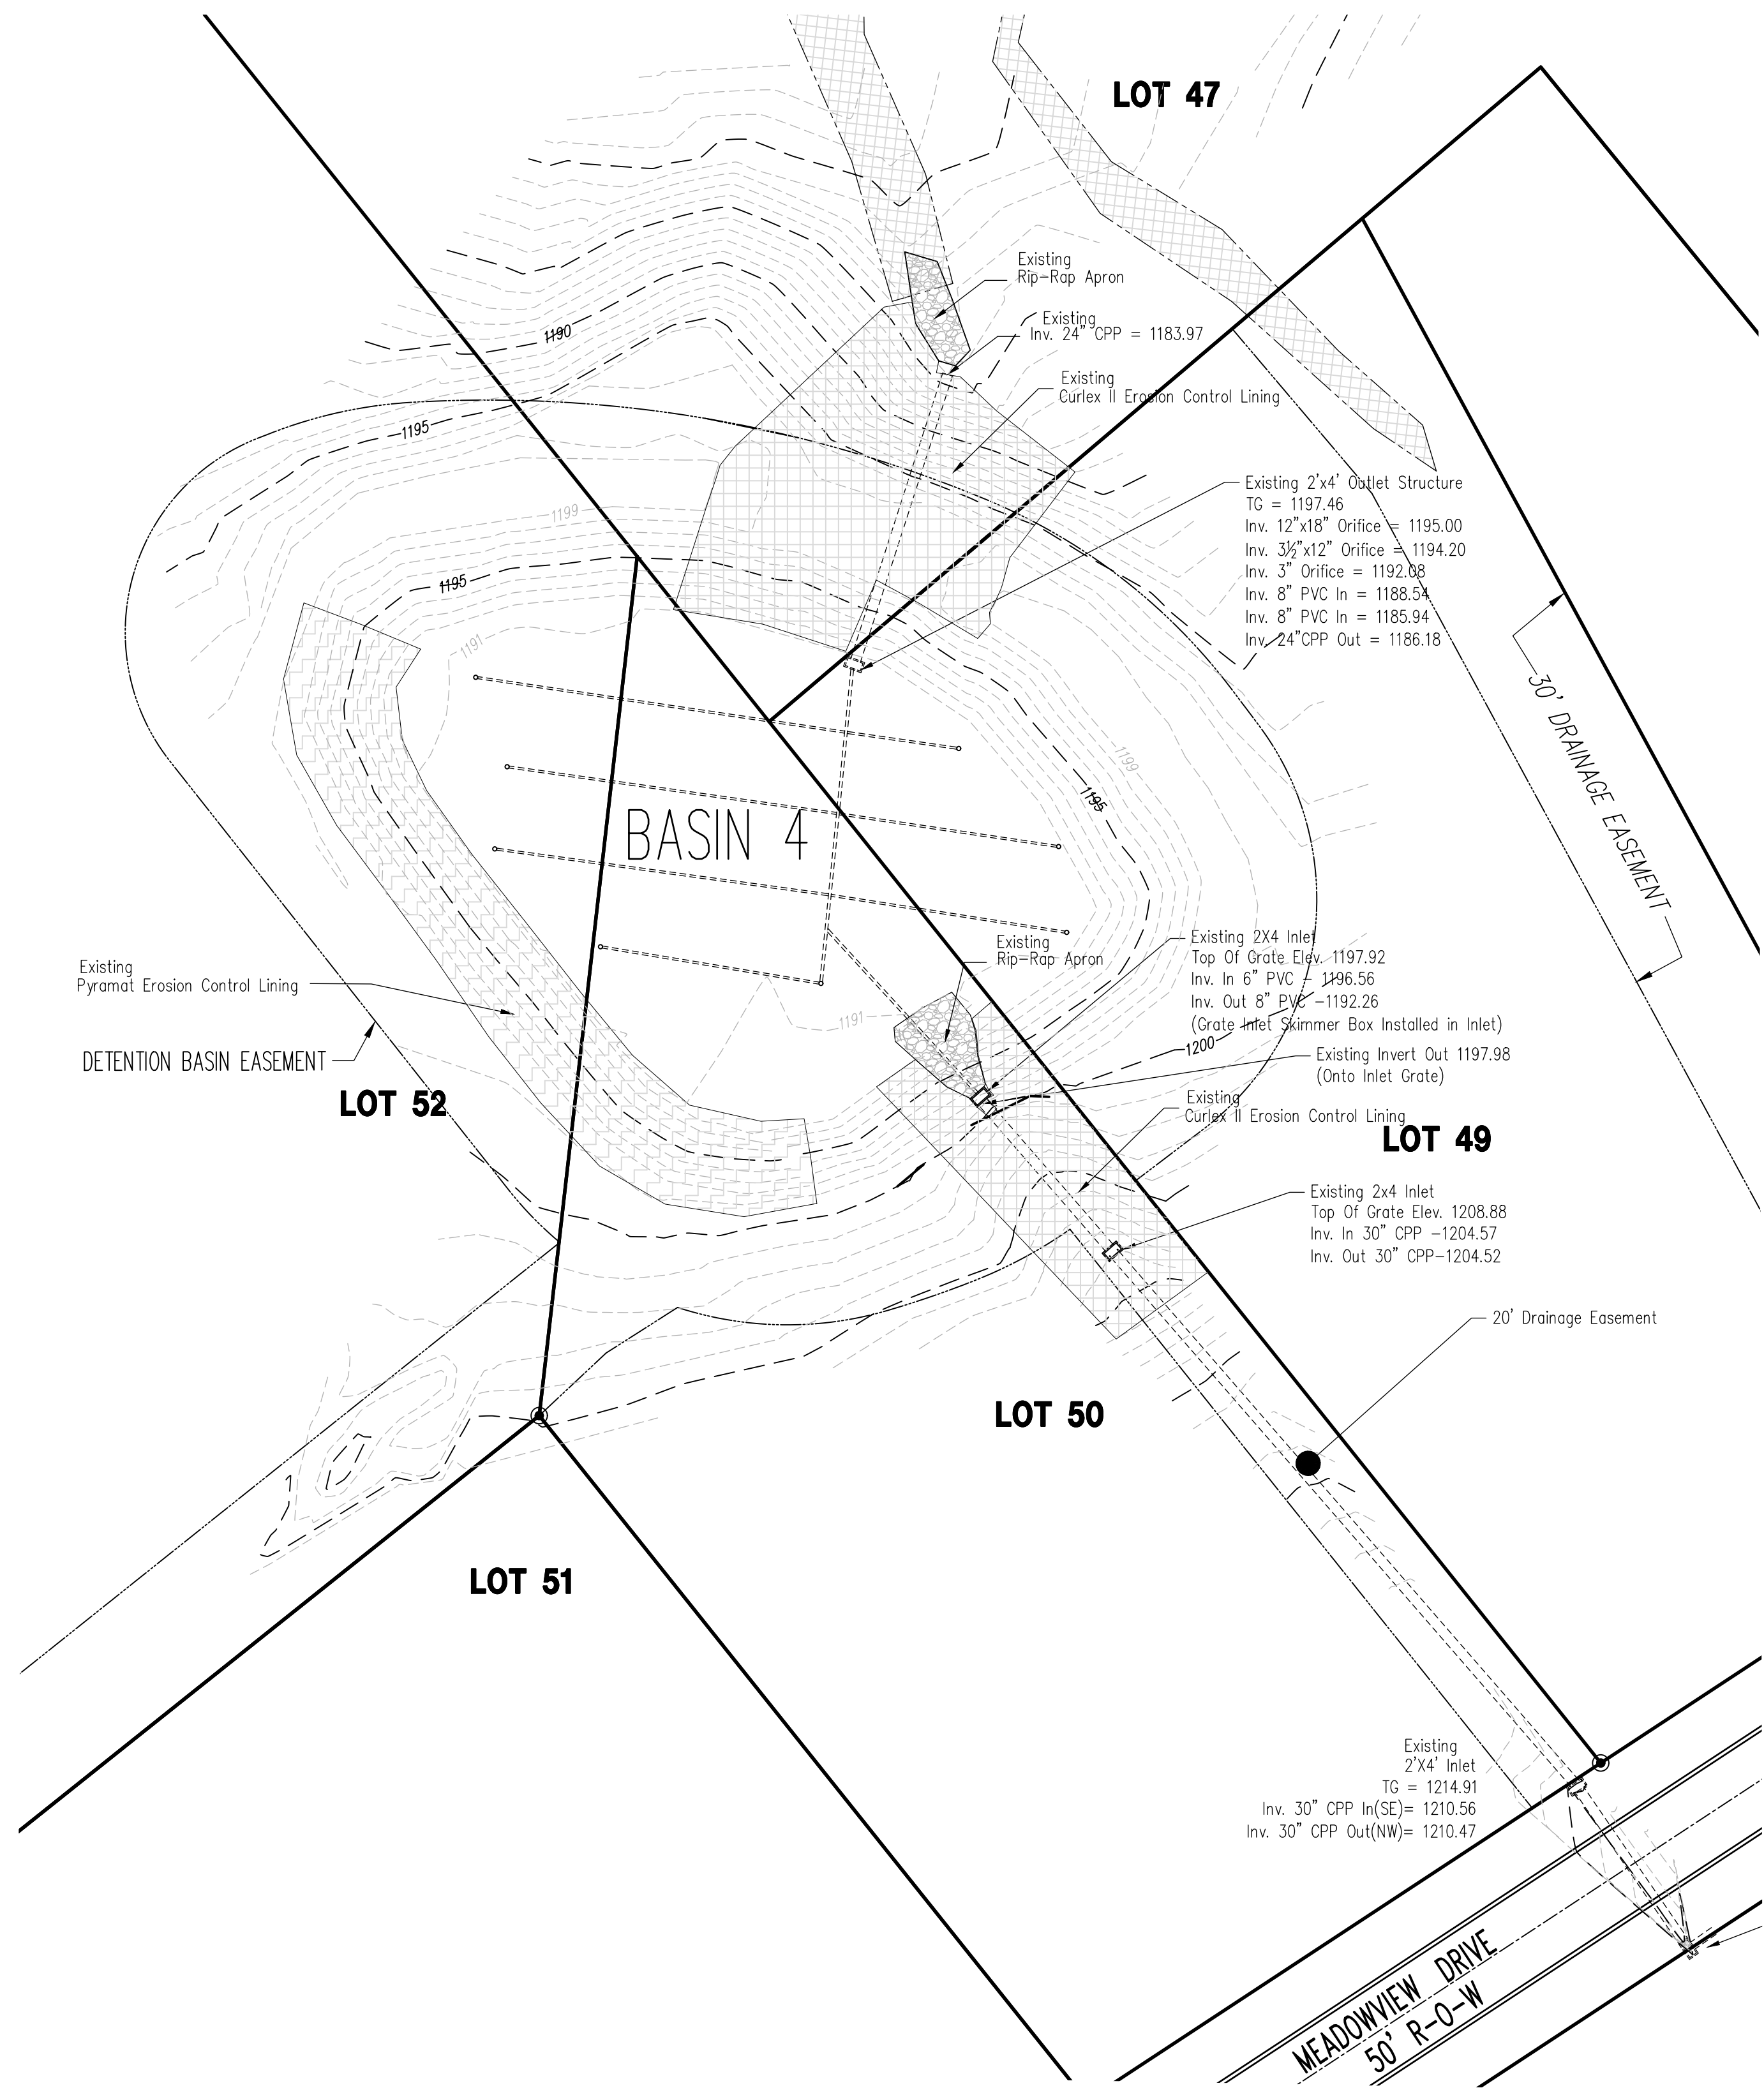 LOT 47
Existing
Rip-Rap Apron
Existing
Inv. 24" CPP = 1183.97
Existing
Curlex II Erosion Control Lining
1190
1195
1199
1195
1191
Existing 2'x4' Outlet Structure
TG = 1197.46
Inv. 12"x18" Orifice = 1195.00
Inv. 3½"x12" Orifice = 1194.20
Inv. 3" Orifice = 1192.08
Inv. 8" PVC In = 1188.54
Inv. 8" PVC In = 1185.94
Inv. 24"CPP Out = 1186.18
30' DRAINAGE EASEMENT
1199
1195
BASIN 4
Existing
Rip-Rap Apron
Existing 2X4 Inlet
Top Of Grate Elev. 1197.92
Inv. In 6" PVC - 1196.56
Inv. Out 8" PVC -1192.26
(Grate Inlet Skimmer Box Installed in Inlet)
1200
Existing Invert Out 1197.98
(Onto Inlet Grate)
Existing
Pyramat Erosion Control Lining
1191
DETENTION BASIN EASEMENT
LOT 52
Existing
Curlex II Erosion Control Lining
LOT 49
Existing 2x4 Inlet
Top Of Grate Elev. 1208.88
Inv. In 30" CPP -1204.57
Inv. Out 30" CPP-1204.52
20' Drainage Easement
LOT 50
LOT 51
Existing
2'X4' Inlet
TG = 1214.91
Inv. 30" CPP In(SE)= 1210.56
Inv. 30" CPP Out(NW)= 1210.47
MEADOWVIEW DRIVE
50' R-O-W